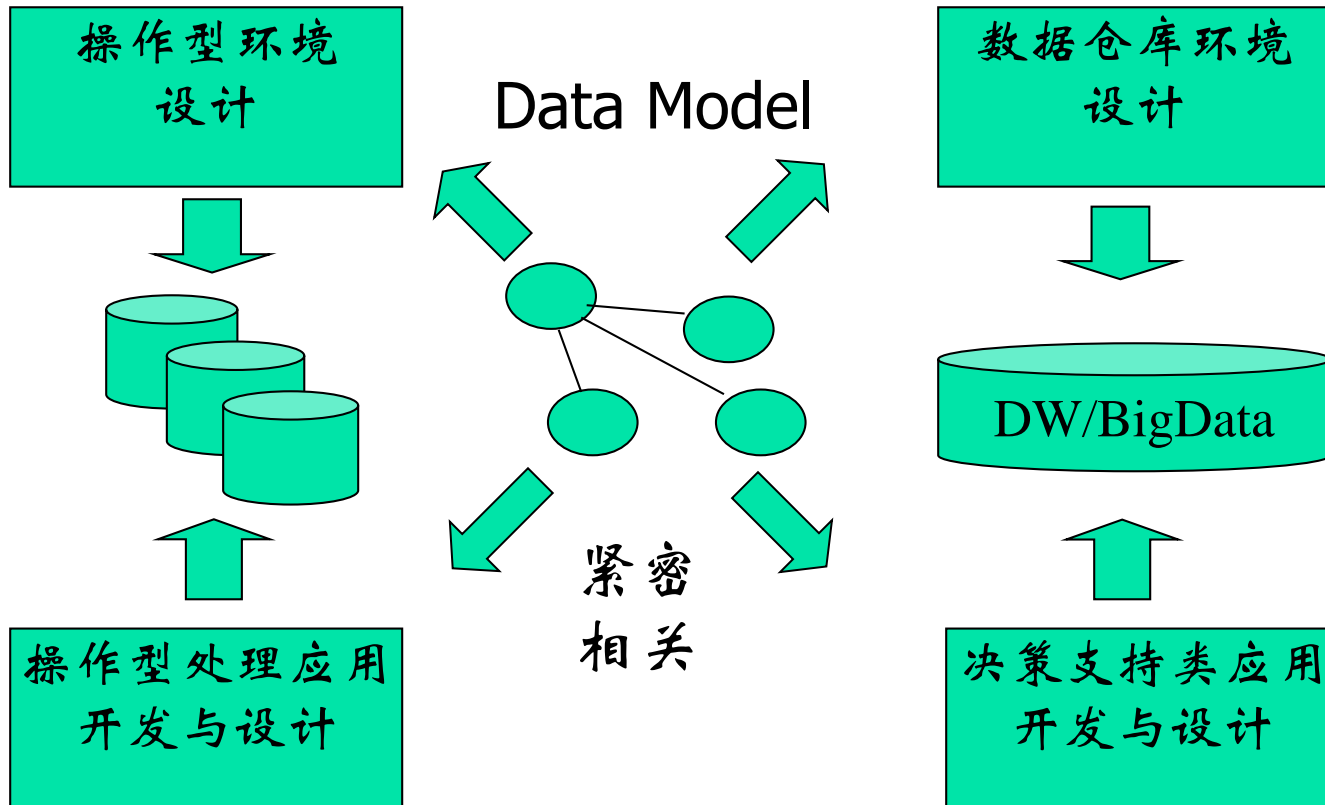 操作型环境
设计
Data Model
数据仓库环境
设计
DW/BigData
紧密
相关
操作型处理应用
开发与设计
决策支持类应用
开发与设计